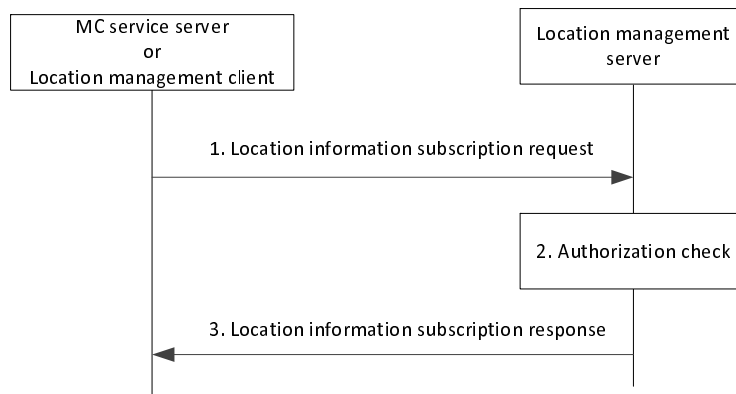 MC service server
or
Location management client
Location management
server
1. Location information subscription request
2. Authorization check
3. Location information subscription response